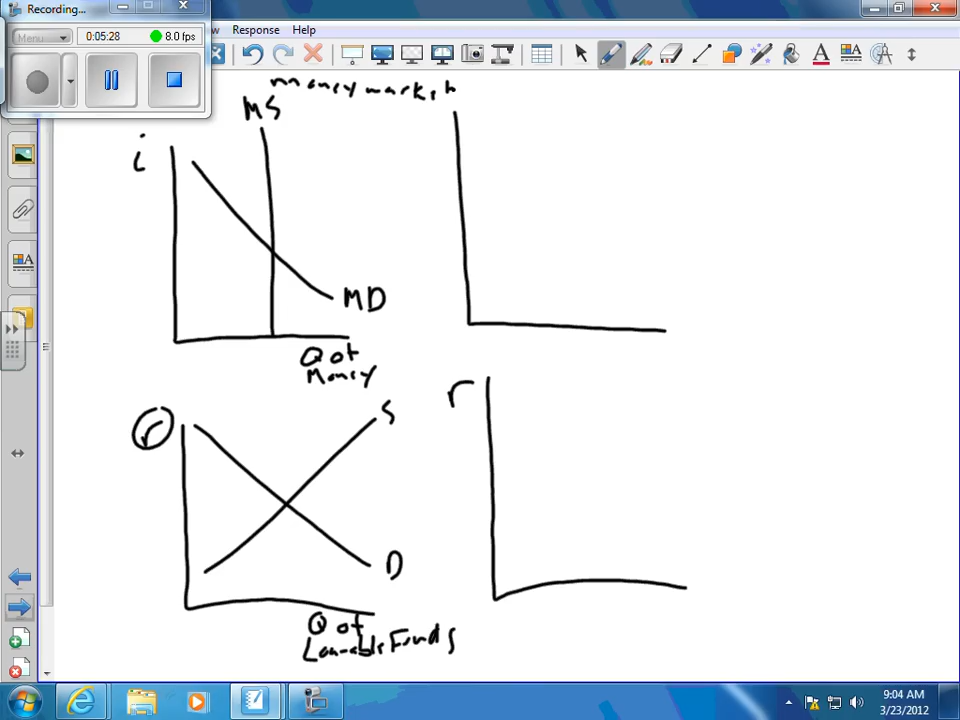 Recording...
Menu
0:05:28
8.0 fps
w Response Help
money market
MS
i
MD
Q of
Money
r
r
S
D
Q of
Loanable Funds
9:04 AM
3/23/2012